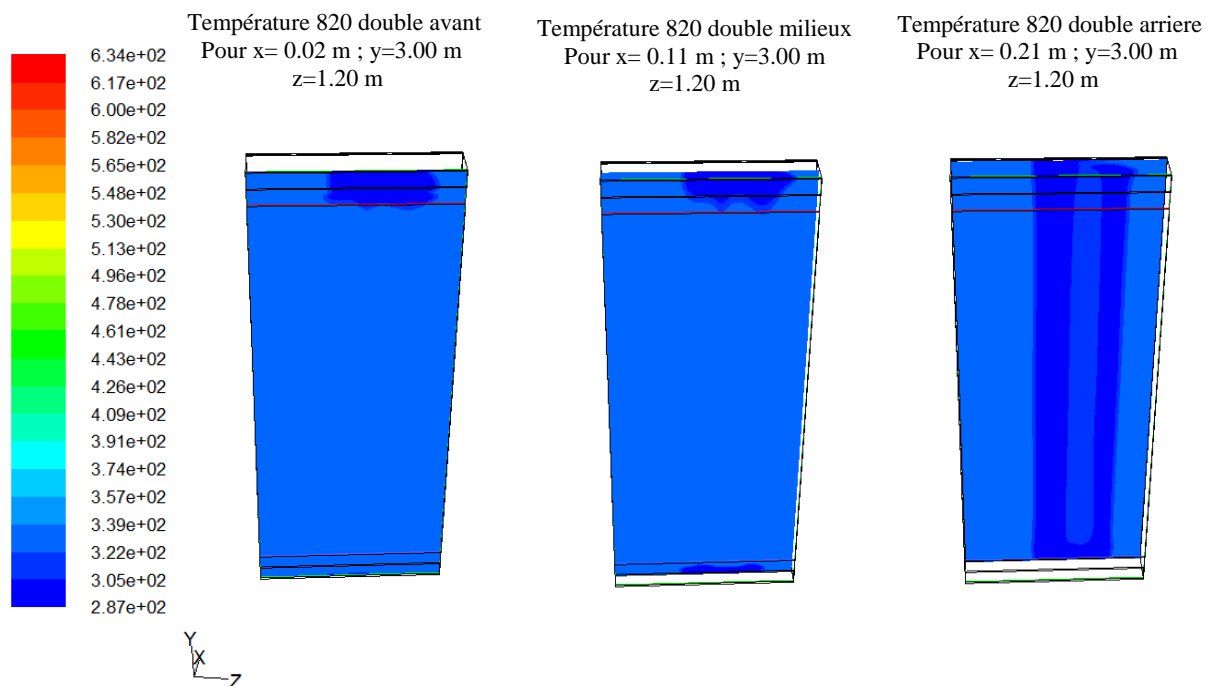 Température 820 double avant
Pour x= 0.02 m ; y=3.00 m
z=1.20 m
Température 820 double milieux
Pour x= 0.11 m ; y=3.00 m
z=1.20 m
Température 820 double arriere
Pour x= 0.21 m ; y=3.00 m
z=1.20 m
6.34e+02
6.17e+02
6.00e+02
5.82e+02
5.65e+02
5.48e+02
5.30e+02
5.13e+02
4.96e+02
4.78e+02
4.61e+02
4.43e+02
4.26e+02
4.09e+02
3.91e+02
3.74e+02
3.57e+02
3.39e+02
3.22e+02
3.05e+02
2.87e+02
Y
X
Z